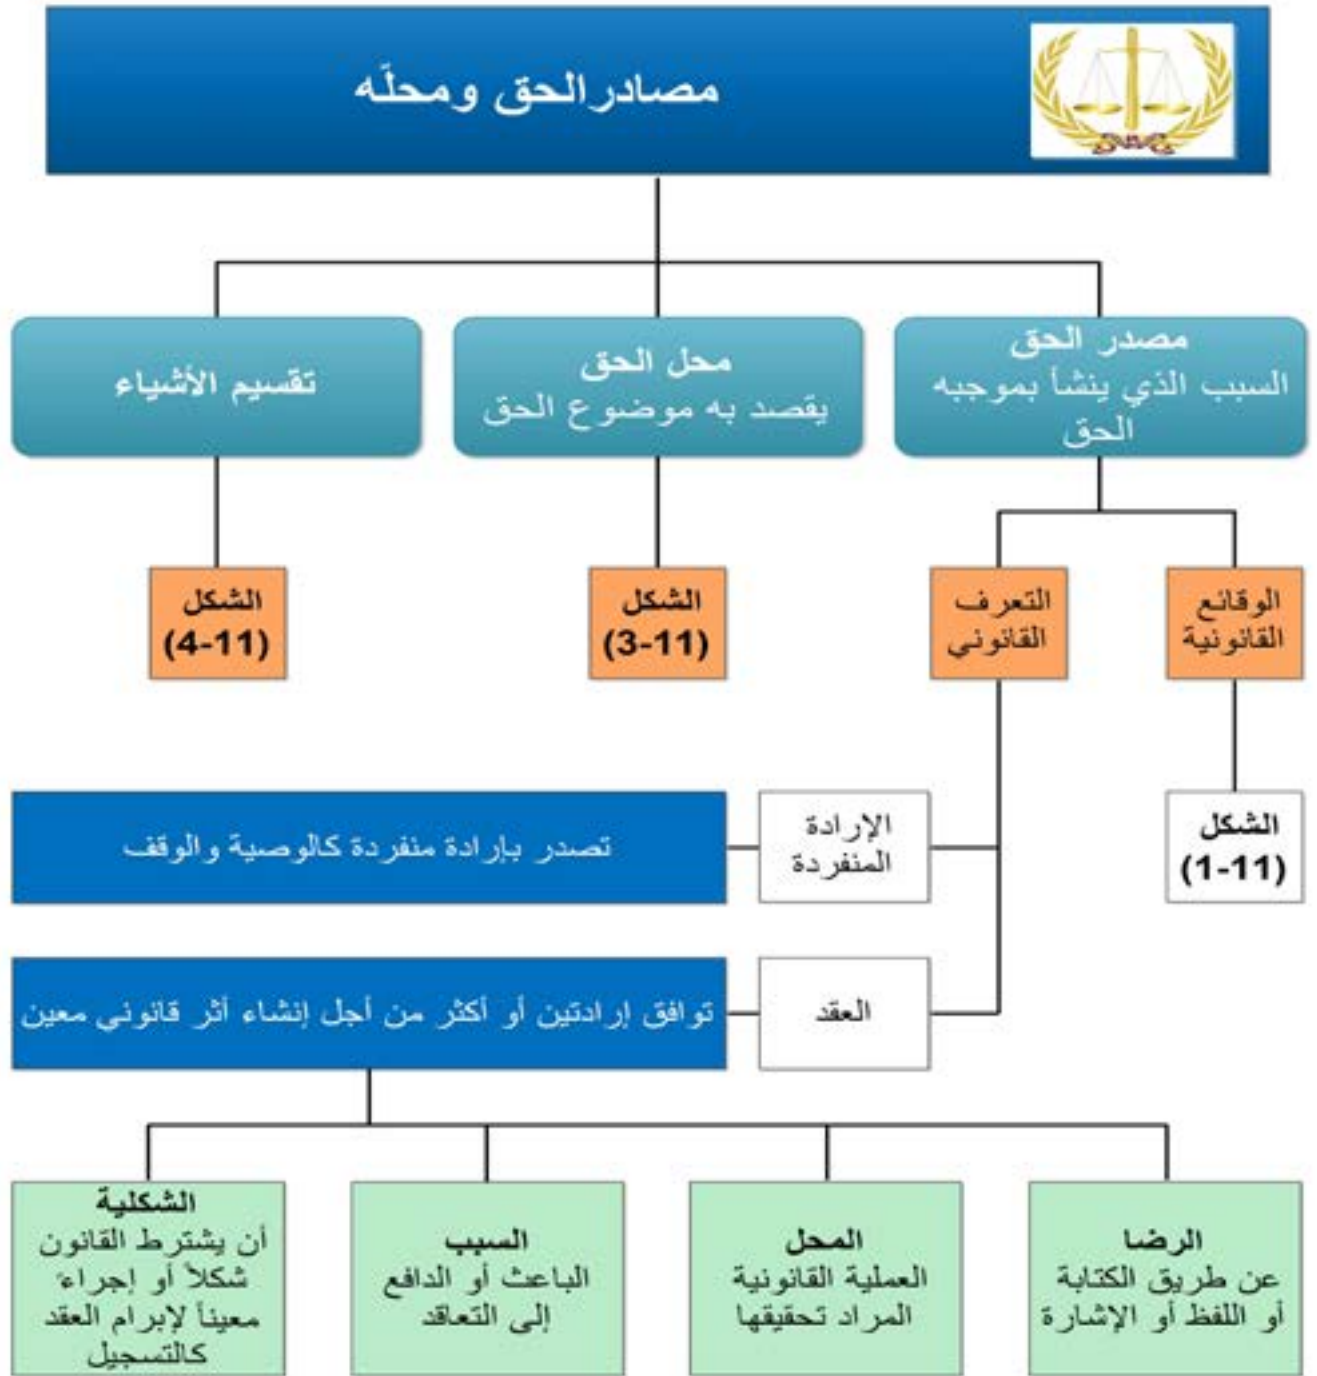 مصادر الحق ومحلّه
مصدر الحق
السبب الذي ينشأ بموجبه
الحق
محل الحق
يقصد به موضوع الحق
تقسيم الأشياء
الوقائع
القانونية
التعرف
القانوني
الشكل
(3-11)
الشكل
(4-11)
الشكل
(1-11)
الإرادة
المنفردة
تصدر بإرادة منفردة كالوصية والوقف
العقد
توافق إرادتين أو أكثر من أجل إنشاء أثر قانوني معين
الرضا
عن طريق الكتابة
أو اللفظ أو الإشارة
المحل
العملية القانونية
المراد تحقيقها
السبب
الباعث أو الدافع
إلى التعاقد
الشكلية
أن يشترط القانون
شكلاً أو إجراءً
معيناً لإبرام العقد
كالتسجيل